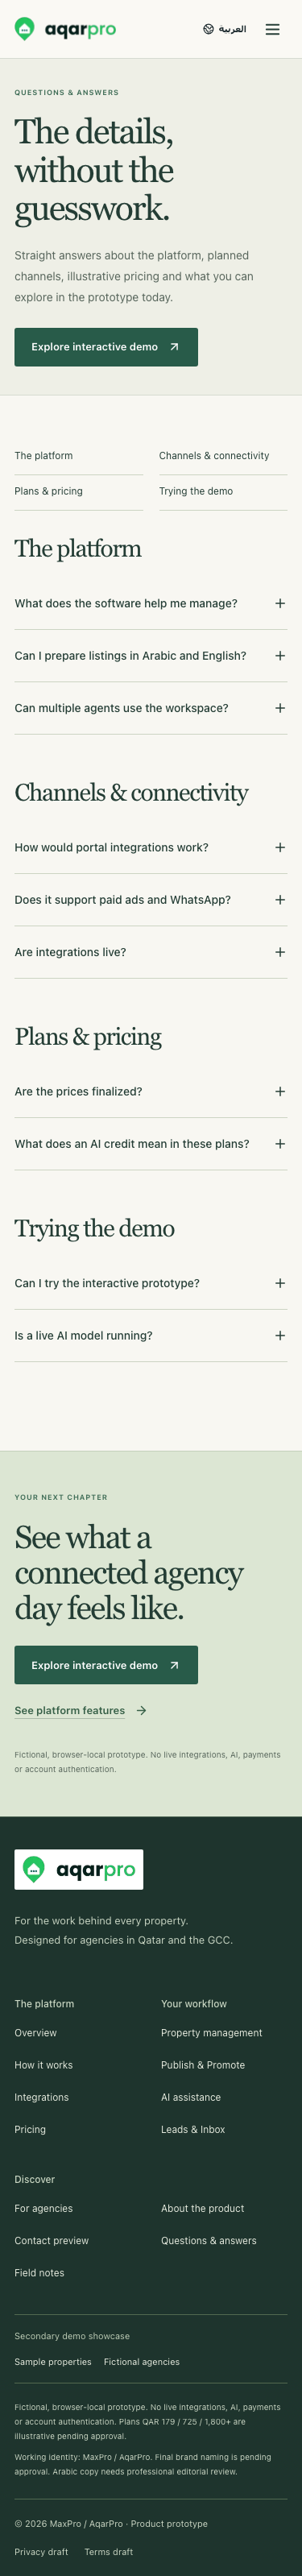 aqarpro
العربية
QUESTIONS & ANSWERS
The details,
without the
guesswork.
Straight answers about the platform, planned
channels, illustrative pricing and what you can
explore in the prototype today.
Explore interactive demo
The platform
Channels & connectivity
Plans & pricing
Trying the demo
The platform
What does the software help me manage?
Can I prepare listings in Arabic and English?
Can multiple agents use the workspace?
Channels & connectivity
How would portal integrations work?
Does it support paid ads and WhatsApp?
Are integrations live?
Plans & pricing
Are the prices finalized?
What does an AI credit mean in these plans?
Trying the demo
Can I try the interactive prototype?
Is a live AI model running?
YOUR NEXT CHAPTER
See what a
connected agency
day feels like.
Explore interactive demo
See platform features
Fictional, browser-local prototype. No live integrations, AI, payments
or account authentication.
aqarpro
For the work behind every property.
Designed for agencies in Qatar and the GCC.
The platform
Overview
How it works
Integrations
Pricing
Your workflow
Property management
Publish & Promote
AI assistance
Leads & Inbox
Discover
For agencies
About the product
Contact preview
Questions & answers
Field notes
Secondary demo showcase
Sample properties Fictional agencies
Fictional, browser-local prototype. No live integrations, AI, payments
or account authentication. Plans QAR 179 / 725 / 1,800+ are
illustrative pending approval.
Working identity: MaxPro / AqarPro. Final brand naming is pending
approval. Arabic copy needs professional editorial review.
© 2026 MaxPro / AqarPro · Product prototype
Privacy draft Terms draft